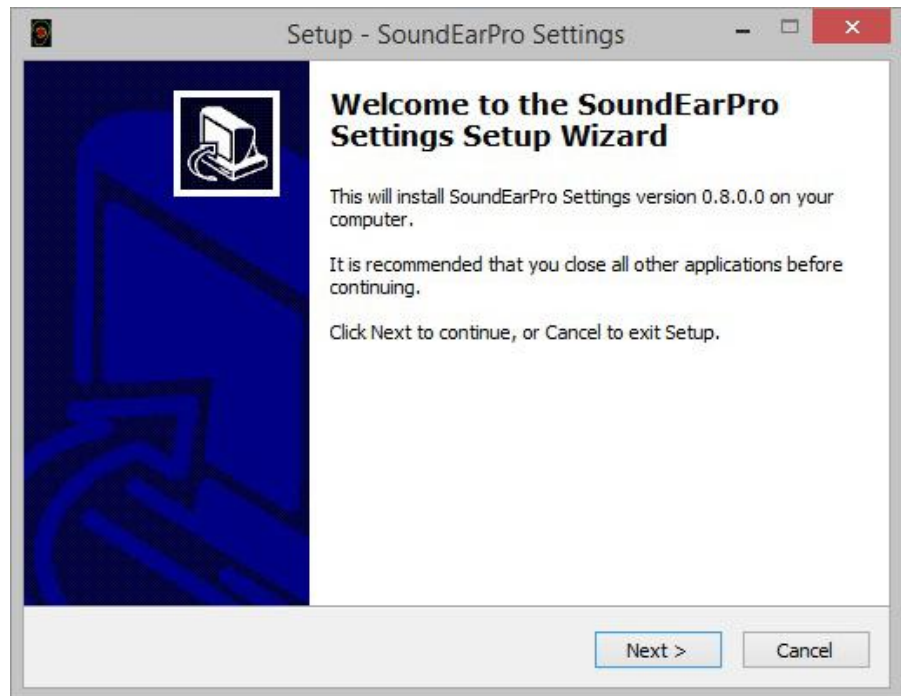 Setup - SoundEarPro Settings
Welcome to the SoundEarPro
Settings Setup Wizard
This will install SoundEarPro Settings version 0.8.0.0 on your
computer.
It is recommended that you close all other applications before
continuing.
Click Next to continue, or Cancel to exit Setup.
Next >
Cancel